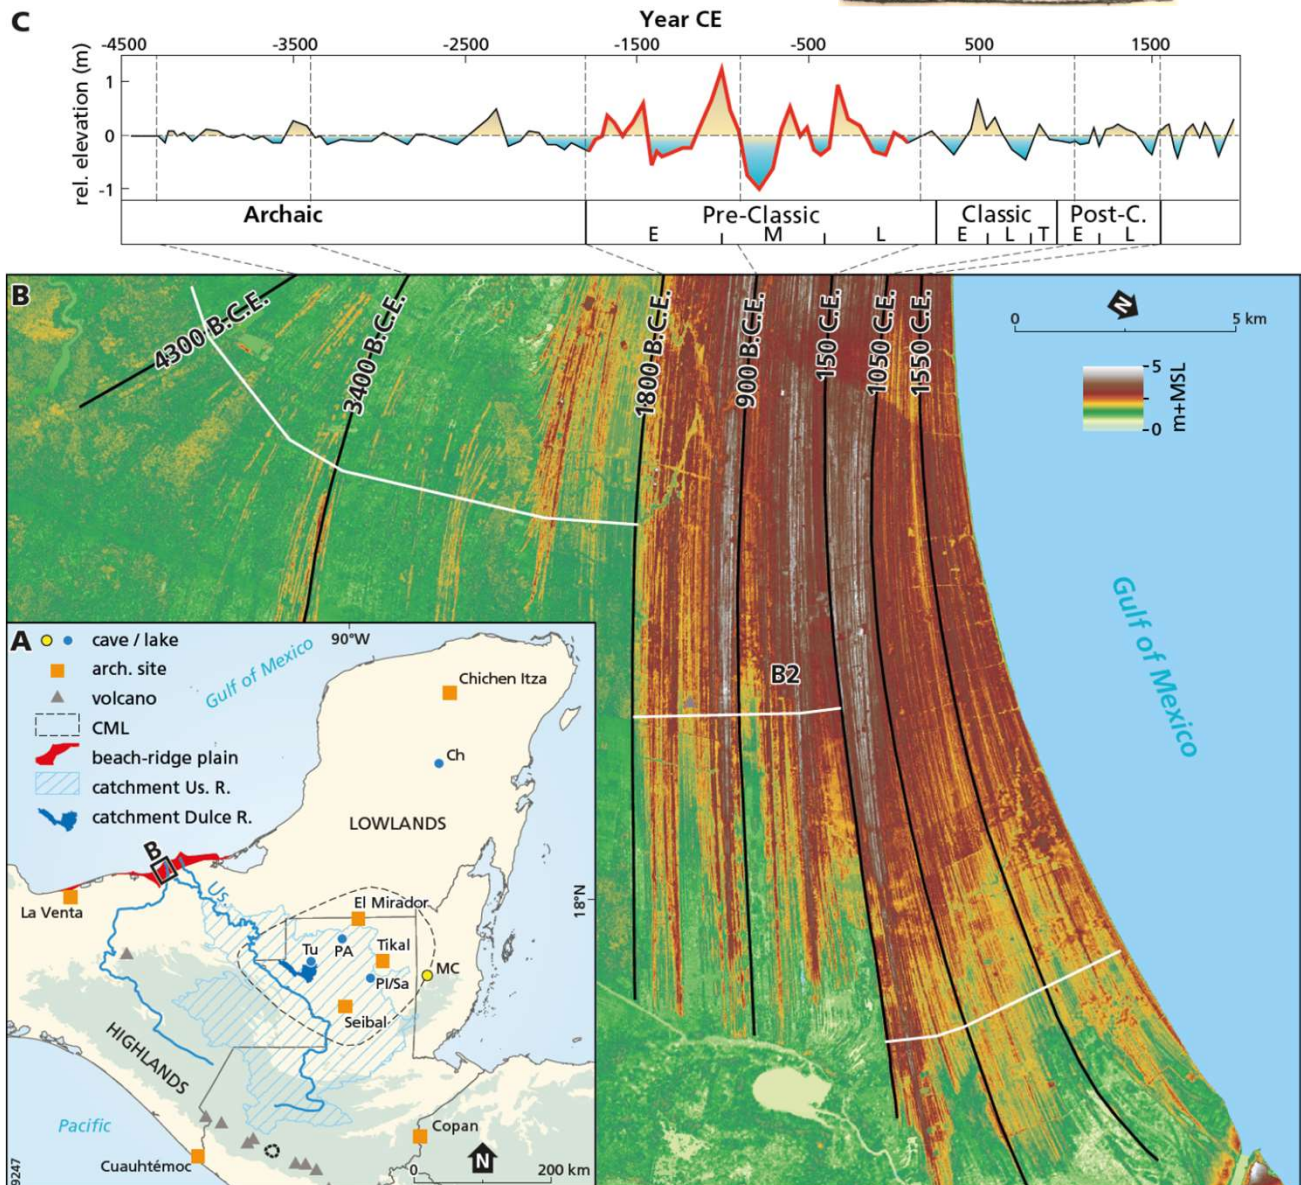 C
Year CE
-4500 -3500 -2500 -1500 -500 500 1500
rel. elevation (m)
1
0
-1
Archaic Pre-Classic Classic Post-C.
E M L E L T E L
B
4300 B.C.E.
3400 B.C.E.
1800 B.C.E.
900 B.C.E.
150 C.E.
1050 C.E.
1550 C.E.
N
0 5 km
5
0
m+MSL
Gulf of Mexico
B2
A
cave / lake
arch. site
volcano
CML
beach-ridge plain
catchment Us. R.
catchment Dulce R.
90°W
Gulf of Mexico
Chichen Itza
Ch
LOWLANDS
B
La Venta
Us.
18°N
El Mirador
Tu
PA
Tikal
MC
PI/Sa
Seibal
HIGHLANDS
Pacific
Copan
Cuauhtémoc
N
0 200 km
9247